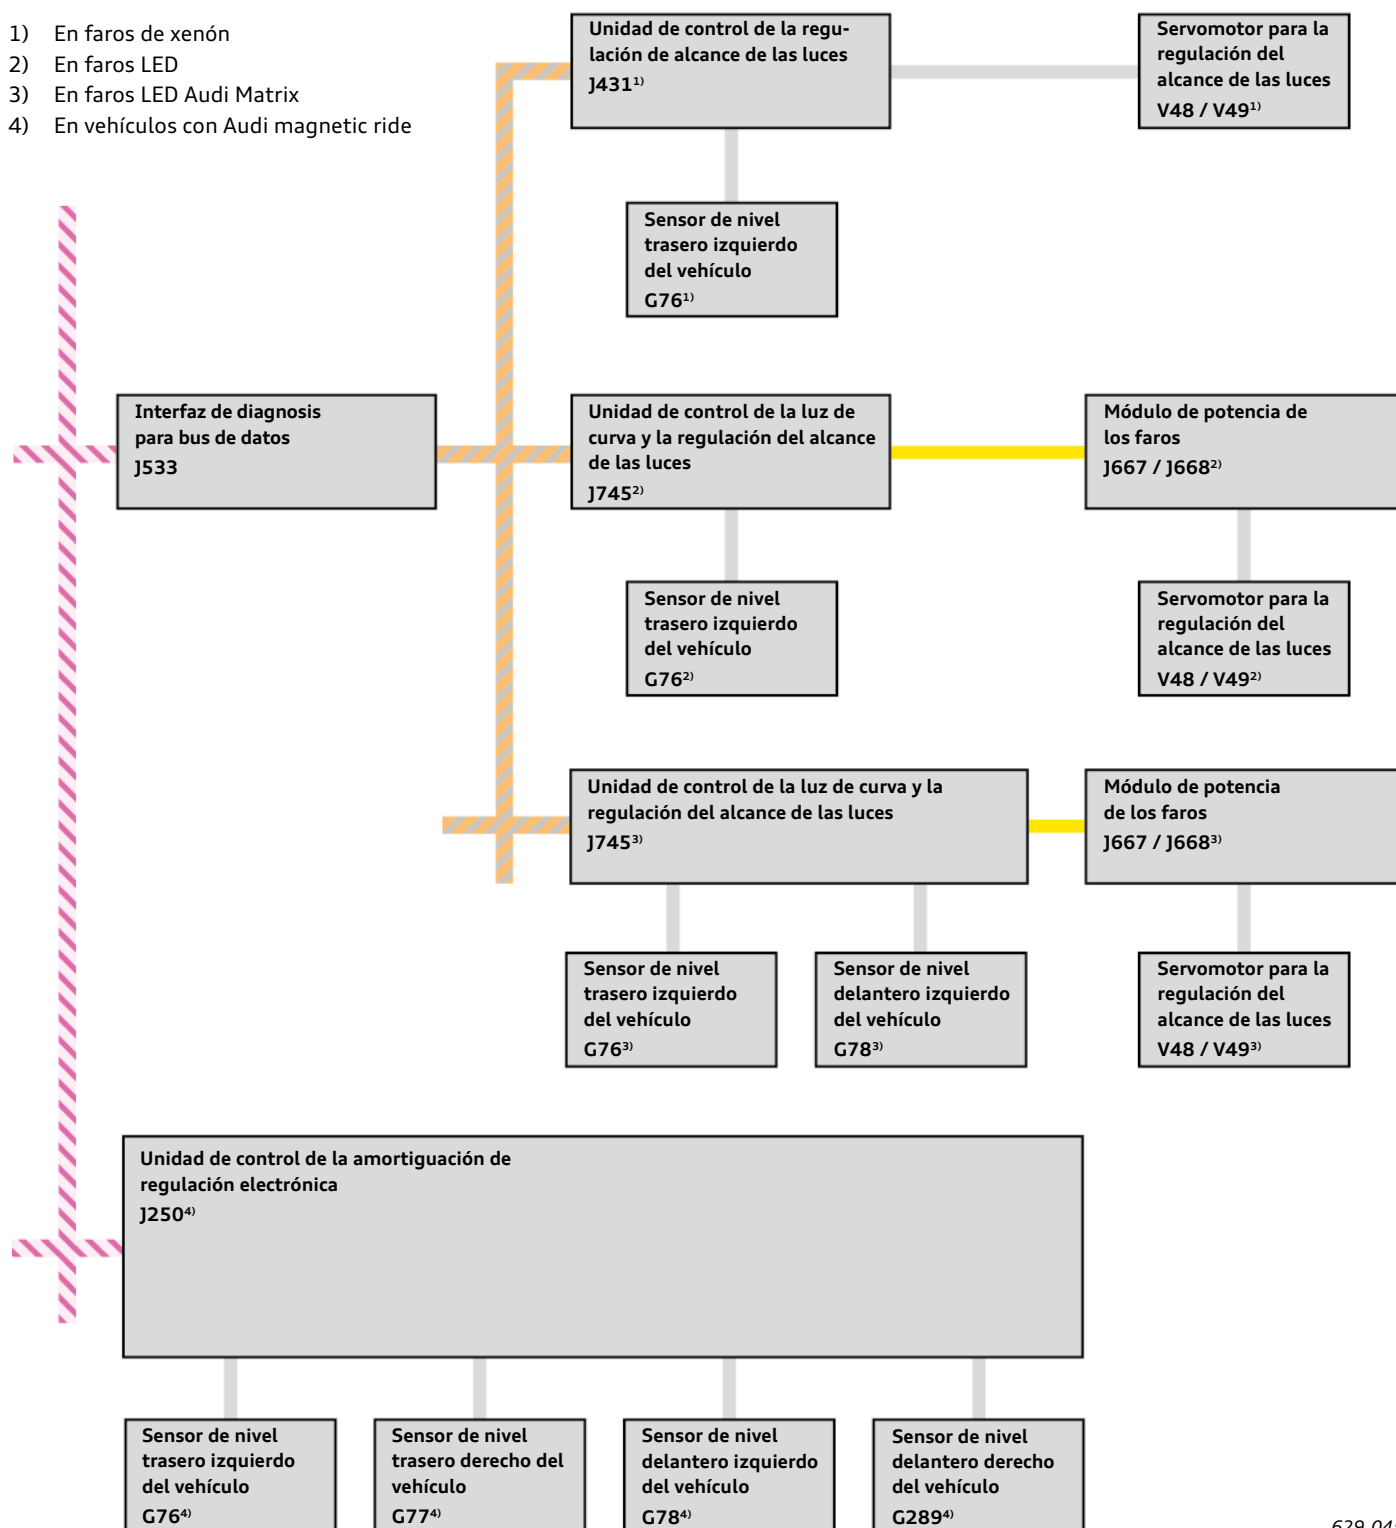 1) En faros de xenón
2) En faros LED
3) En faros LED Audi Matrix
4) En vehículos con Audi magnetic ride
Unidad de control de la regu-
lación de alcance de las luces
J431¹⁾
Servomotor para la
regulación del
alcance de las luces
V48 / V49¹⁾
Sensor de nivel
trasero izquierdo
del vehículo
G76¹⁾
Interfaz de diagnosis
para bus de datos
J533
Unidad de control de la luz de
curva y la regulación del alcance
de las luces
J745²⁾
Módulo de potencia de
los faros
J667 / J668²⁾
Sensor de nivel
trasero izquierdo
del vehículo
G76²⁾
Servomotor para la
regulación del
alcance de las luces
V48 / V49²⁾
Unidad de control de la luz de curva y la
regulación del alcance de las luces
J745³⁾
Módulo de potencia
de los faros
J667 / J668³⁾
Sensor de nivel
trasero izquierdo
del vehículo
G76³⁾
Sensor de nivel
delantero izquierdo
del vehículo
G78³⁾
Servomotor para la
regulación del
alcance de las luces
V48 / V49³⁾
Unidad de control de la amortiguación de
regulación electrónica
J250⁴⁾
Sensor de nivel
trasero izquierdo
del vehículo
G76⁴⁾
Sensor de nivel
trasero derecho del
vehículo
G77⁴⁾
Sensor de nivel
delantero izquierdo
del vehículo
G78⁴⁾
Sensor de nivel
delantero derecho
del vehículo
G289⁴⁾